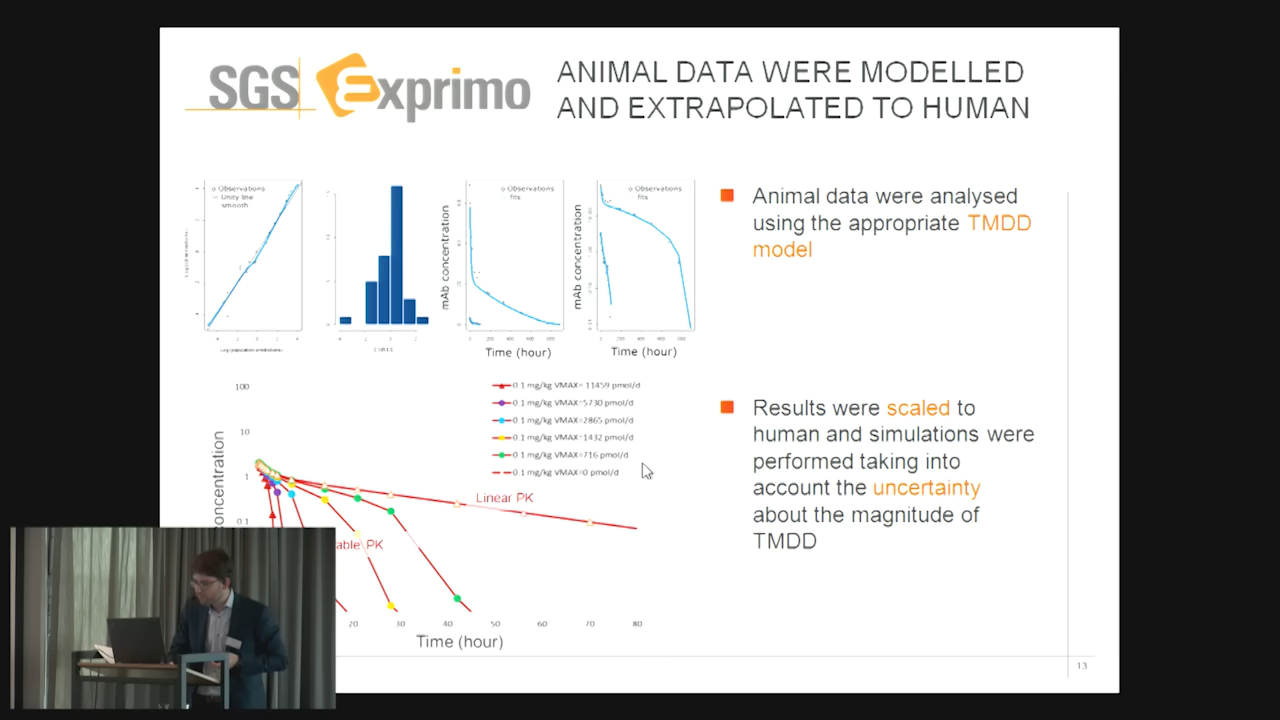 SGS Exprimo
ANIMAL DATA WERE MODELLED
AND EXTRAPOLATED TO HUMAN
o Observations
— Unity line
smooth
o Observations
fits
o Observations
fits
mAb concentration
mAb concentration
Time (hour)
Time (hour)
Animal data were analysed
using the appropriate TMDD
model
100
10
1
0.1
0.1 mg/kg VMAX= 11459 pmol/d
0.1 mg/kg VMAX=5730 pmol/d
0.1 mg/kg VMAX=2865 pmol/d
0.1 mg/kg VMAX=1432 pmol/d
0.1 mg/kg VMAX=716 pmol/d
0.1 mg/kg VMAX=0 pmol/d
Linear PK
able PK
oncentration
20 30 40 50 60 70 80
Time (hour)
Results were scaled to
human and simulations were
performed taking into
account the uncertainty
about the magnitude of
TMDD
13